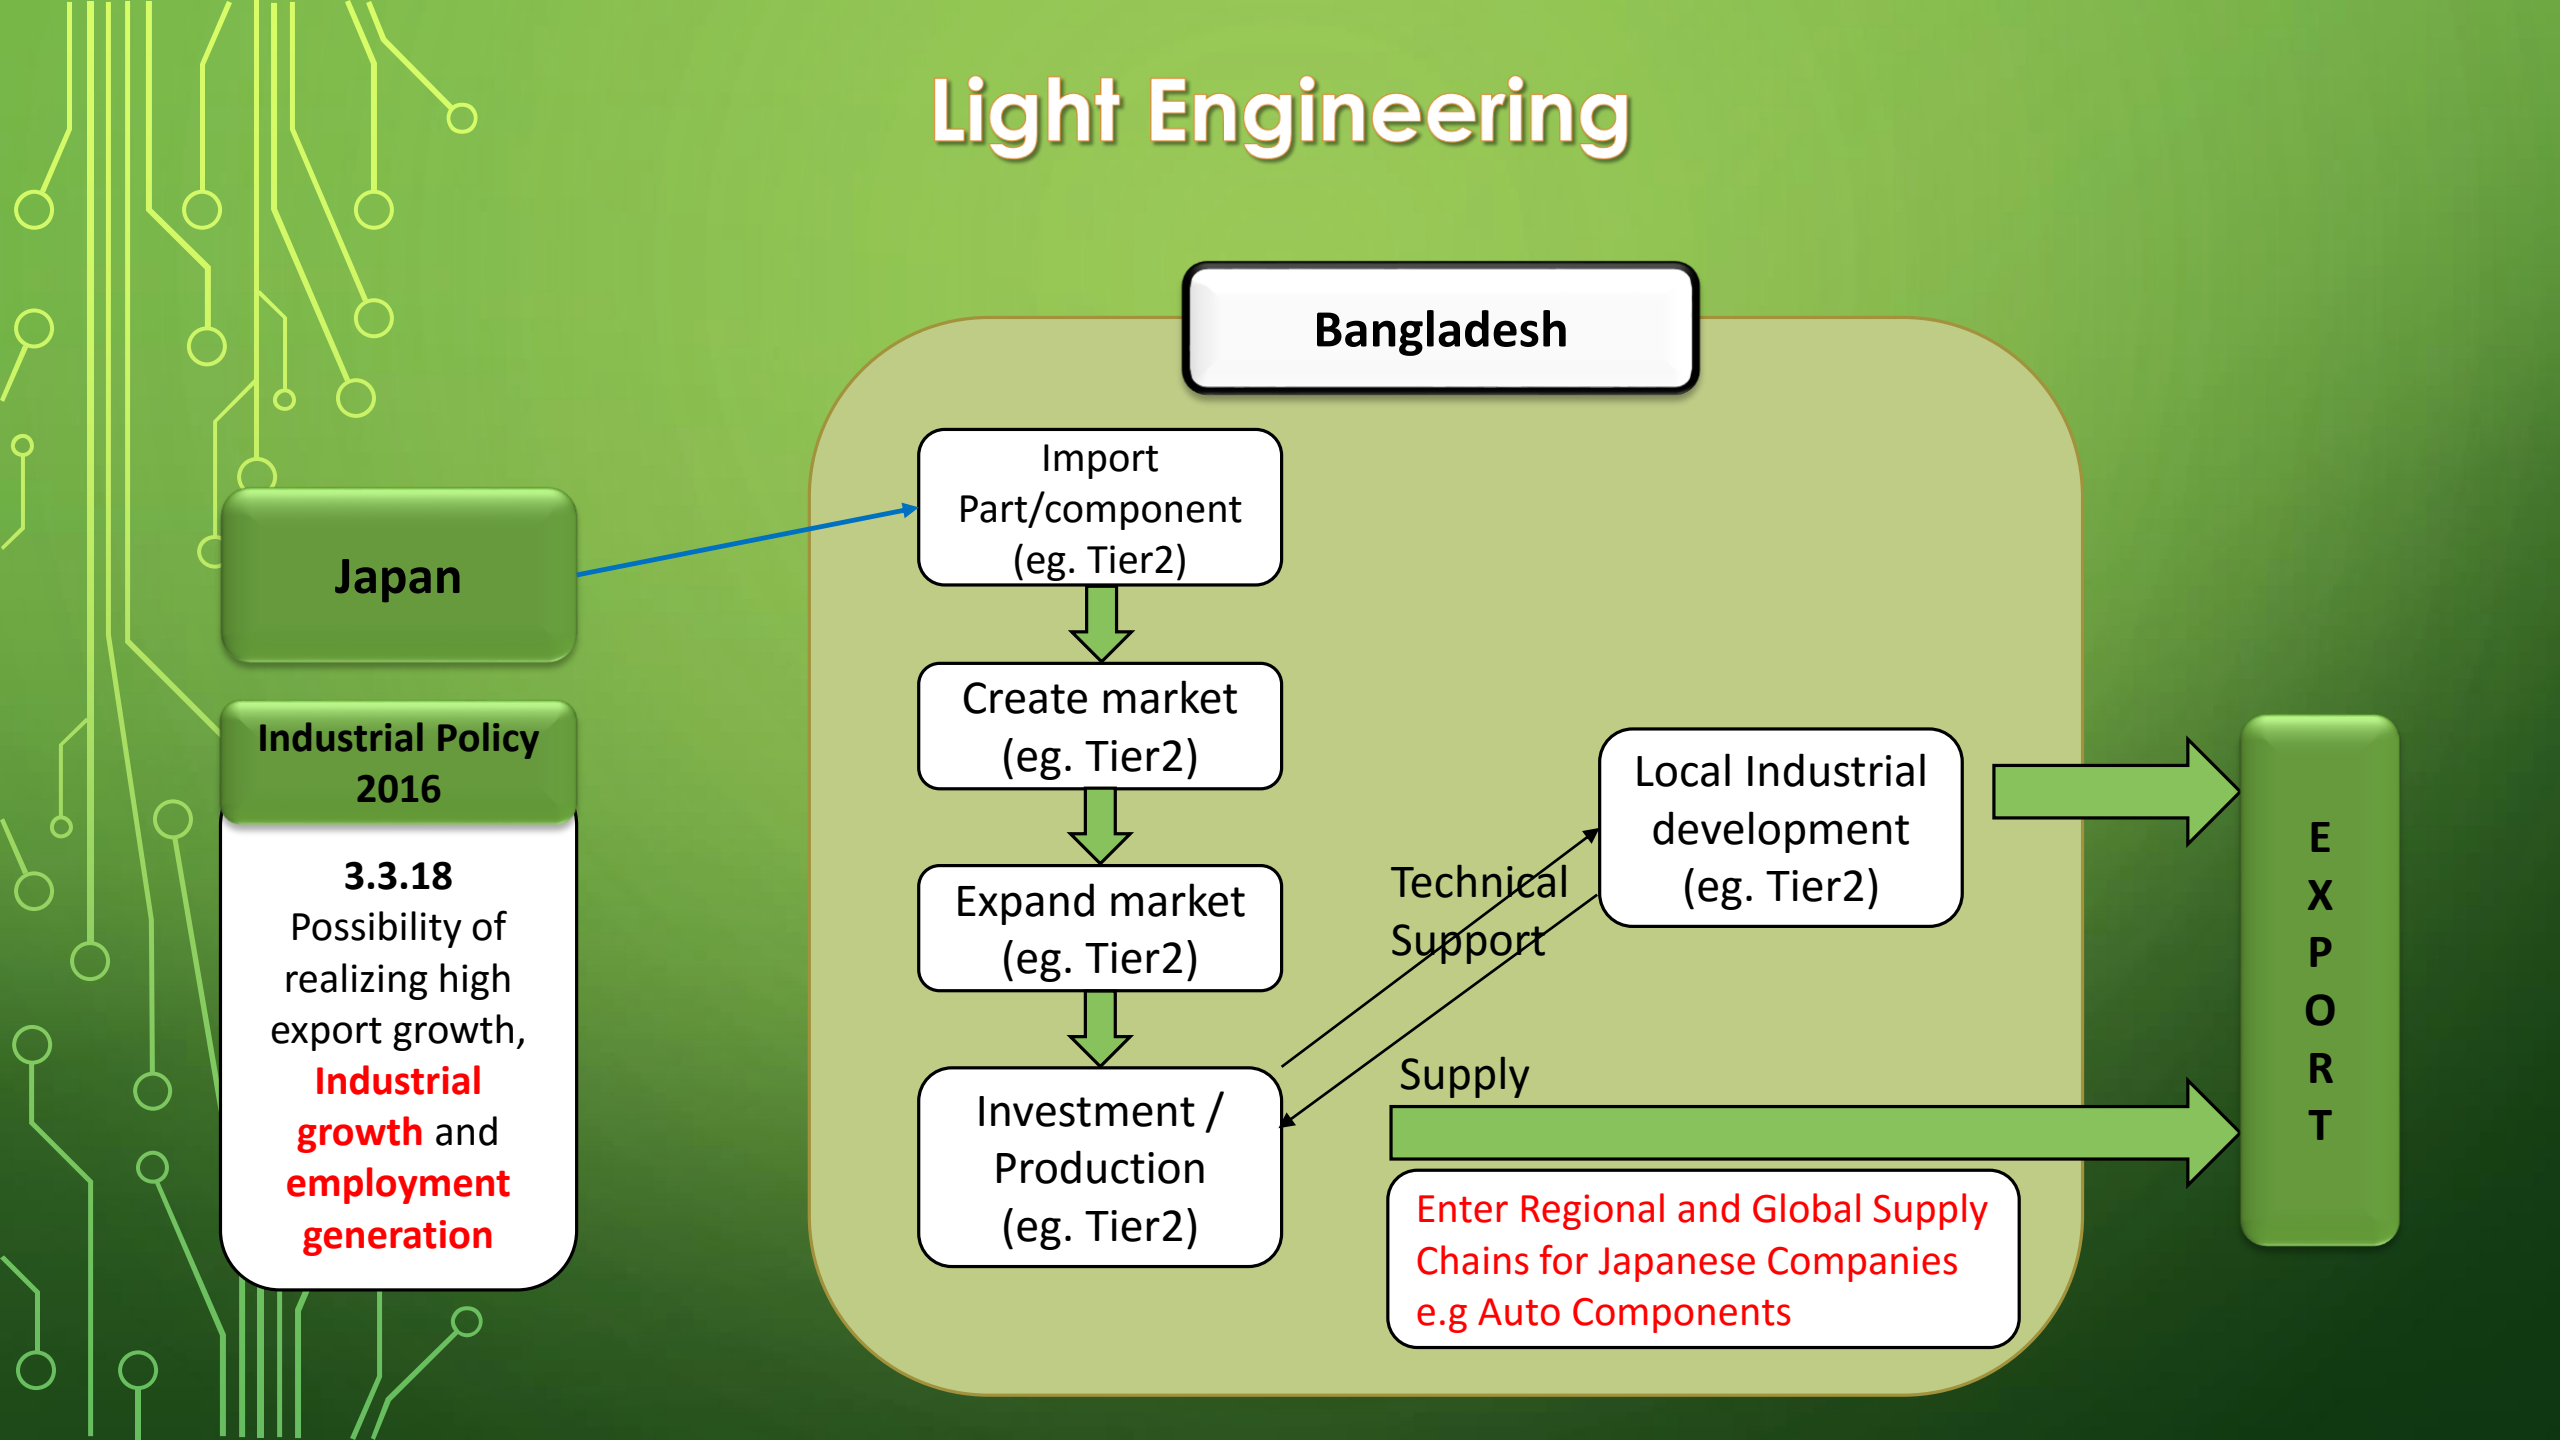 Light Engineering
Bangladesh
Japan
Industrial Policy
2016
3.3.18
Possibility of
realizing high
export growth,
Industrial
growth and
employment
generation
Import
Part/component
(eg. Tier2)
Create market
(eg. Tier2)
Expand market
(eg. Tier2)
Investment /
Production
(eg. Tier2)
Technical
Support
Local Industrial
development
(eg. Tier2)
Supply
Enter Regional and Global Supply
Chains for Japanese Companies
e.g Auto Components
E
X
P
O
R
T